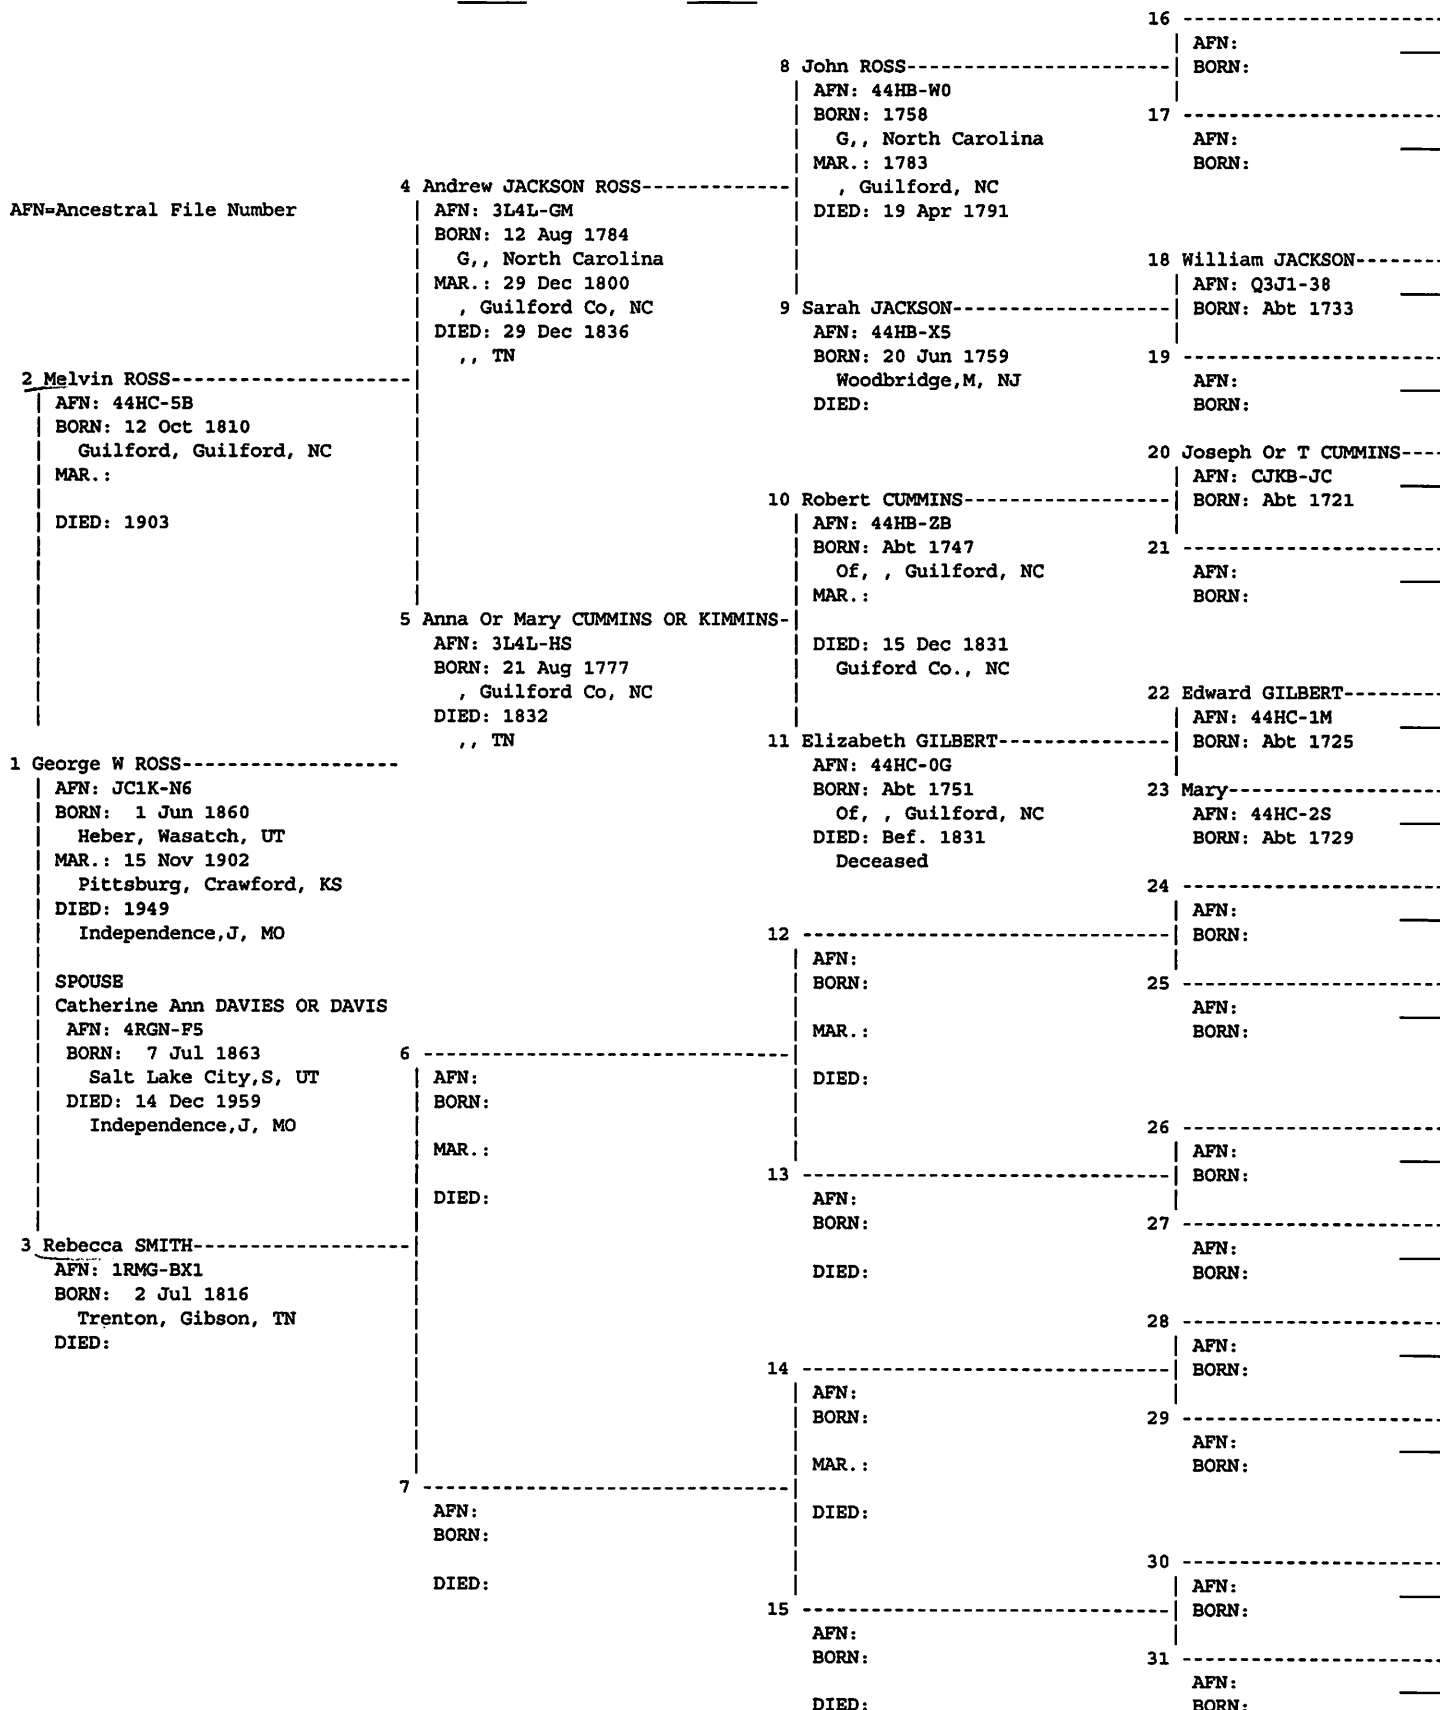 AFN=Ancestral File Number
1 George W ROSS
AFN: JC1K-N6
BORN: 1 Jun 1860
Heber, Wasatch, UT
MAR.: 15 Nov 1902
Pittsburg, Crawford, KS
DIED: 1949
Independence,J, MO
SPOUSE
Catherine Ann DAVIES OR DAVIS
AFN: 4RGN-F5
BORN: 7 Jul 1863
Salt Lake City,S, UT
DIED: 14 Dec 1959
Independence,J, MO
2 Melvin ROSS
AFN: 44HC-5B
BORN: 12 Oct 1810
Guilford, Guilford, NC
MAR.:
DIED: 1903
3 Rebecca SMITH
AFN: 1RMG-BX1
BORN: 2 Jul 1816
Trenton, Gibson, TN
DIED:
4 Andrew JACKSON ROSS
AFN: 3L4L-GM
BORN: 12 Aug 1784
G,, North Carolina
MAR.: 29 Dec 1800
, Guilford Co, NC
DIED: 29 Dec 1836
,, TN
5 Anna Or Mary CUMMINS OR KIMMINS
AFN: 3L4L-HS
BORN: 21 Aug 1777
, Guilford Co, NC
DIED: 1832
,, TN
6
AFN:
BORN:
MAR.:
DIED:
7
AFN:
BORN:
DIED:
8 John ROSS
AFN: 44HB-W0
BORN: 1758
G,, North Carolina
MAR.: 1783
, Guilford, NC
DIED: 19 Apr 1791
9 Sarah JACKSON
AFN: 44HB-X5
BORN: 20 Jun 1759
Woodbridge,M, NJ
DIED:
10 Robert CUMMINS
AFN: 44HB-ZB
BORN: Abt 1747
Of, , Guilford, NC
MAR.:
DIED: 15 Dec 1831
Guiford Co., NC
11 Elizabeth GILBERT
AFN: 44HC-0G
BORN: Abt 1751
Of, , Guilford, NC
DIED: Bef. 1831
Deceased
12
AFN:
BORN:
MAR.:
DIED:
13
AFN:
BORN:
DIED:
14
AFN:
BORN:
MAR.:
DIED:
15
AFN:
BORN:
DIED:
16
AFN:
BORN:
17
AFN:
BORN:
18 William JACKSON
AFN: Q3J1-38
BORN: Abt 1733
19
AFN:
BORN:
20 Joseph Or T CUMMINS
AFN: CJKB-JC
BORN: Abt 1721
21
AFN:
BORN:
22 Edward GILBERT
AFN: 44HC-1M
BORN: Abt 1725
23 Mary
AFN: 44HC-2S
BORN: Abt 1729
24
AFN:
BORN:
25
AFN:
BORN:
26
AFN:
BORN:
27
AFN:
BORN:
28
AFN:
BORN:
29
AFN:
BORN:
30
AFN:
BORN:
31
AFN:
BORN: